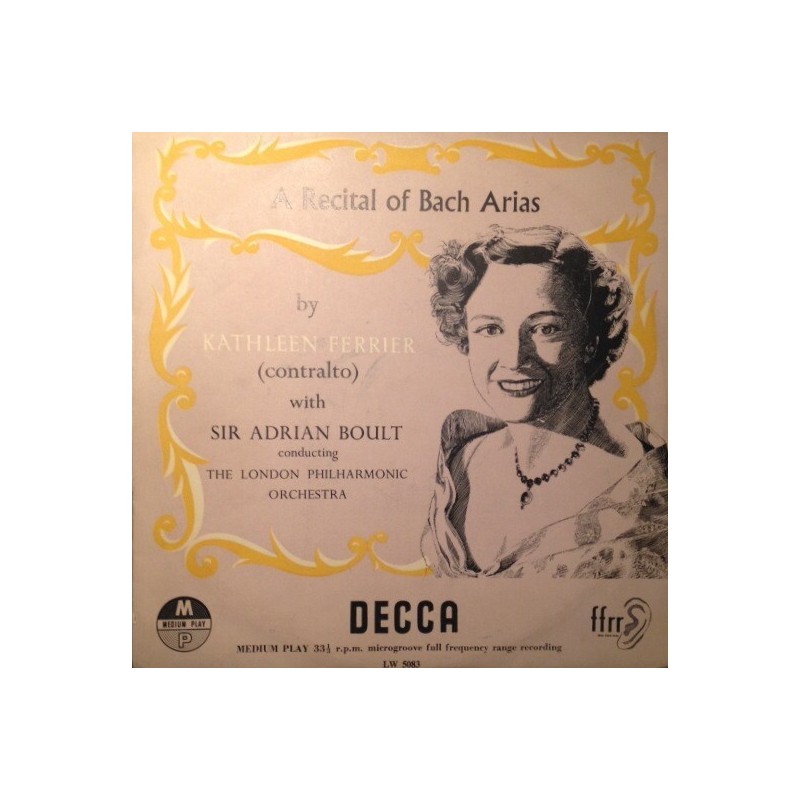 A Recital of Bach Arias
by
KATHLEEN FERRIER
(contralto)
with
SIR ADRIAN BOULT
conducting
THE LONDON PHILHARMONIC
ORCHESTRA
M
MEDIUM PLAY
P
DECCA
ffrr
MEDIUM PLAY 33⅓ r.p.m. microgroove full frequency range recording
LW 5083